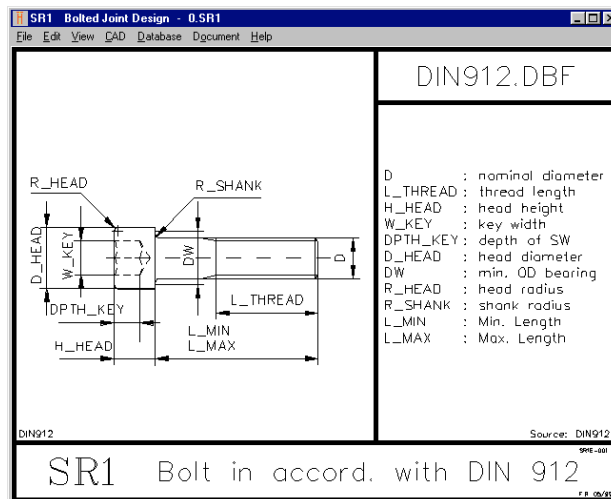 SR1 Bolted Joint Design - 0.SR1
File Edit View CAD Database Document Help
DIN912.DBF
R_HEAD
R_SHANK
D_HEAD
W_KEY
DW
D
L_THREAD
DPTH_KEY
L_MIN
L_MAX
H_HEAD
D : nominal diameter
L_THREAD : thread length
H_HEAD : head height
W_KEY : key width
DPTH_KEY : depth of SW
D_HEAD : head diameter
DW : min. OD bearing
R_HEAD : head radius
R_SHANK : shank radius
L_MIN : Min. Length
L_MAX : Max. Length
DIN912
Source: DIN912
SR1E-001
SR1 Bolt in accord. with DIN 912